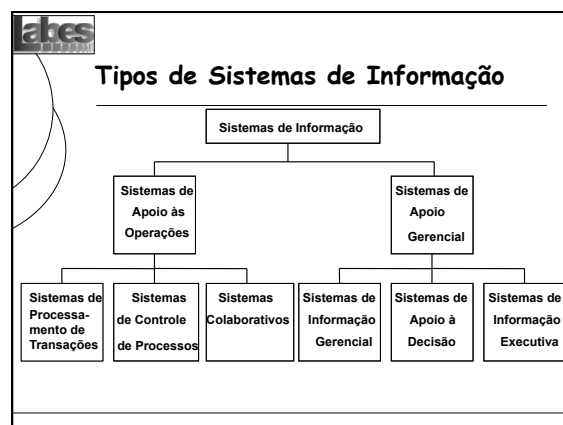 Labes
Tipos de Sistemas de Informação
Sistemas de Informação
Sistemas de
Apoio às
Operações
Sistemas de
Apoio
Gerencial
Sistemas de
Processa-
mento de
Transações
Sistemas
de Controle
de Processos
Sistemas
Colaborativos
Sistemas de
Informação
Gerencial
Sistemas de
Apoio à
Decisão
Sistemas de
Informação
Executiva